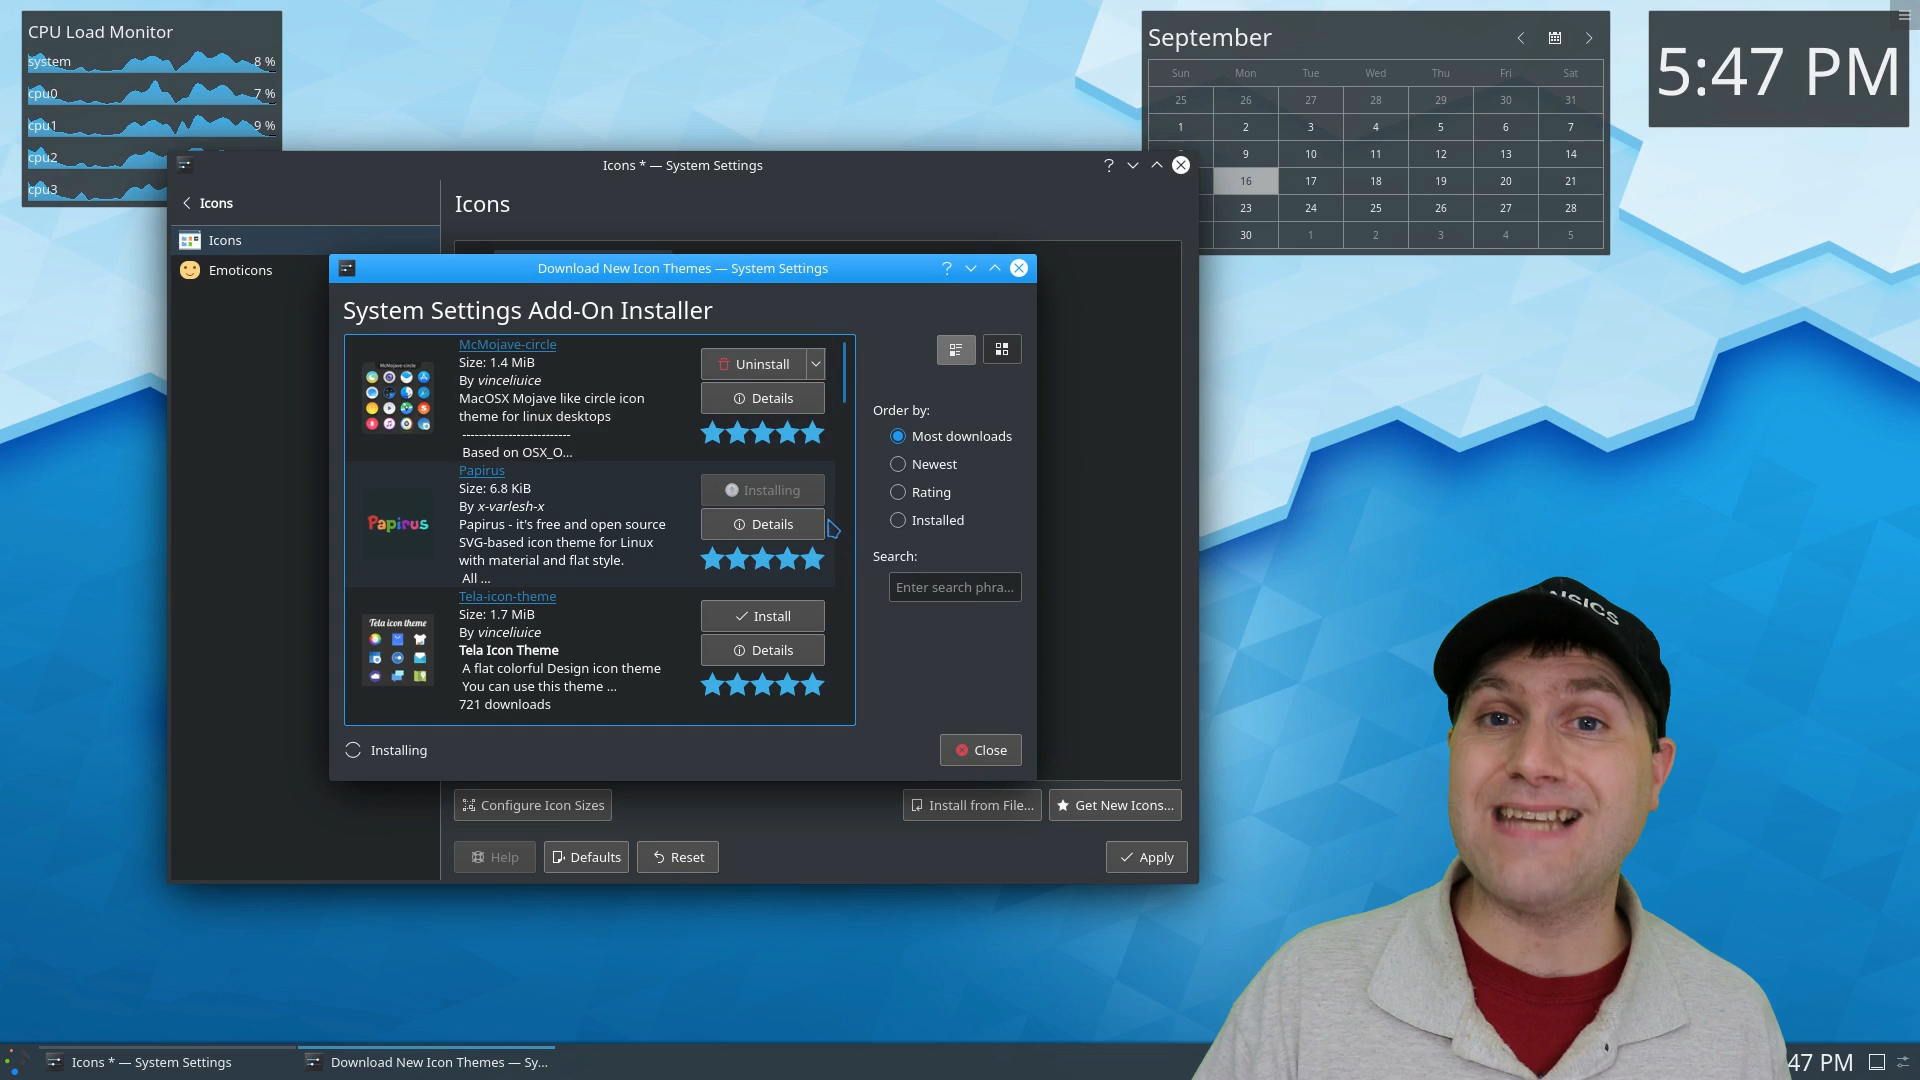 CPU Load Monitor
system 8 %
cpu0 7 %
cpu1 9 %
cpu2
cpu3
September
Sun Mon Tue Wed Thu Fri Sat
25 26 27 28 29 30 31
1 2 3 4 5 6 7
9 10 11 12 13 14
16 17 18 19 20 21
23 24 25 26 27 28
30 1 2 3 4 5
5:47 PM
Icons * — System Settings
?
Icons
Icons
Emoticons
Icons
Download New Icon Themes — System Settings
?
System Settings Add-On Installer
McMojave-circle
McMojave-circle
Size: 1.4 MiB
By vinceliuice
MacOSX Mojave like circle icon
theme for linux desktops
---------------------------
Based on OSX_O...
Uninstall
Details
Papirus
Papirus
Size: 6.8 KiB
By x-varlesh-x
Papirus - it's free and open source
SVG-based icon theme for Linux
with material and flat style.
All ...
Installing
Details
Tela icon theme
Tela-icon-theme
Size: 1.7 MiB
By vinceliuice
Tela Icon Theme
A flat colorful Design icon theme
You can use this theme ...
721 downloads
Install
Details
Order by:
Most downloads
Newest
Rating
Installed
Search:
Enter search phra...
Installing
Close
Configure Icon Sizes
Install from File...
Get New Icons...
Help
Defaults
Reset
Apply
Icons * — System Settings
Download New Icon Themes — Sy...
47 PM